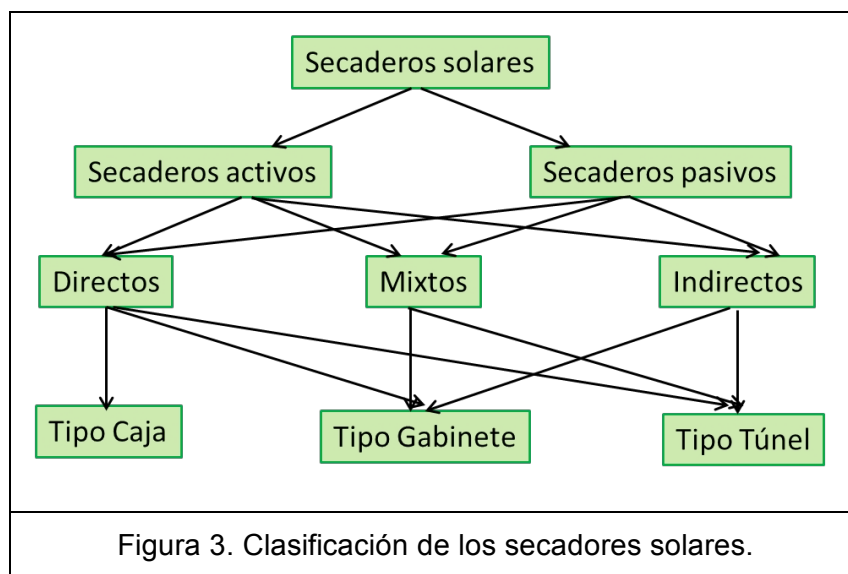 Secaderos solares
Secaderos activos
Secaderos pasivos
Directos
Mixtos
Indirectos
Tipo Caja
Tipo Gabinete
Tipo Túnel
Figura 3. Clasificación de los secadores solares.